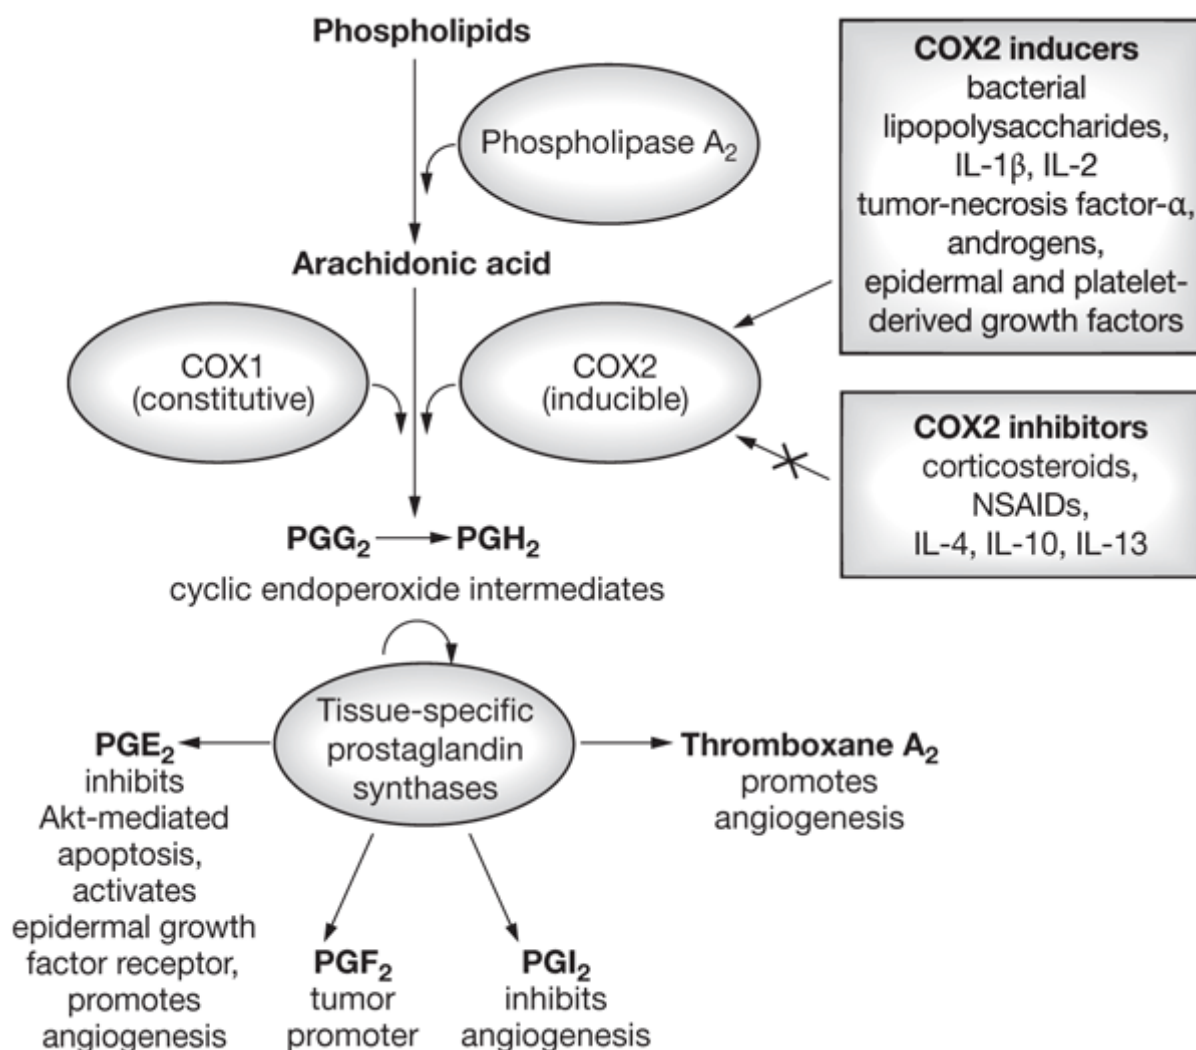 Phospholipids
Phospholipase A₂
Arachidonic acid
COX1
(constitutive)
COX2
(inducible)
COX2 inducers
bacterial
lipopolysaccharides,
IL-1β, IL-2
tumor-necrosis factor-α,
androgens,
epidermal and platelet-
derived growth factors
COX2 inhibitors
corticosteroids,
NSAIDs,
IL-4, IL-10, IL-13
PGG₂ PGH₂
cyclic endoperoxide intermediates
Tissue-specific
prostaglandin
synthases
PGE₂
inhibits
Akt-mediated
apoptosis,
activates
epidermal growth
factor receptor,
promotes
angiogenesis
PGF₂
tumor
promoter
PGI₂
inhibits
angiogenesis
Thromboxane A₂
promotes
angiogenesis